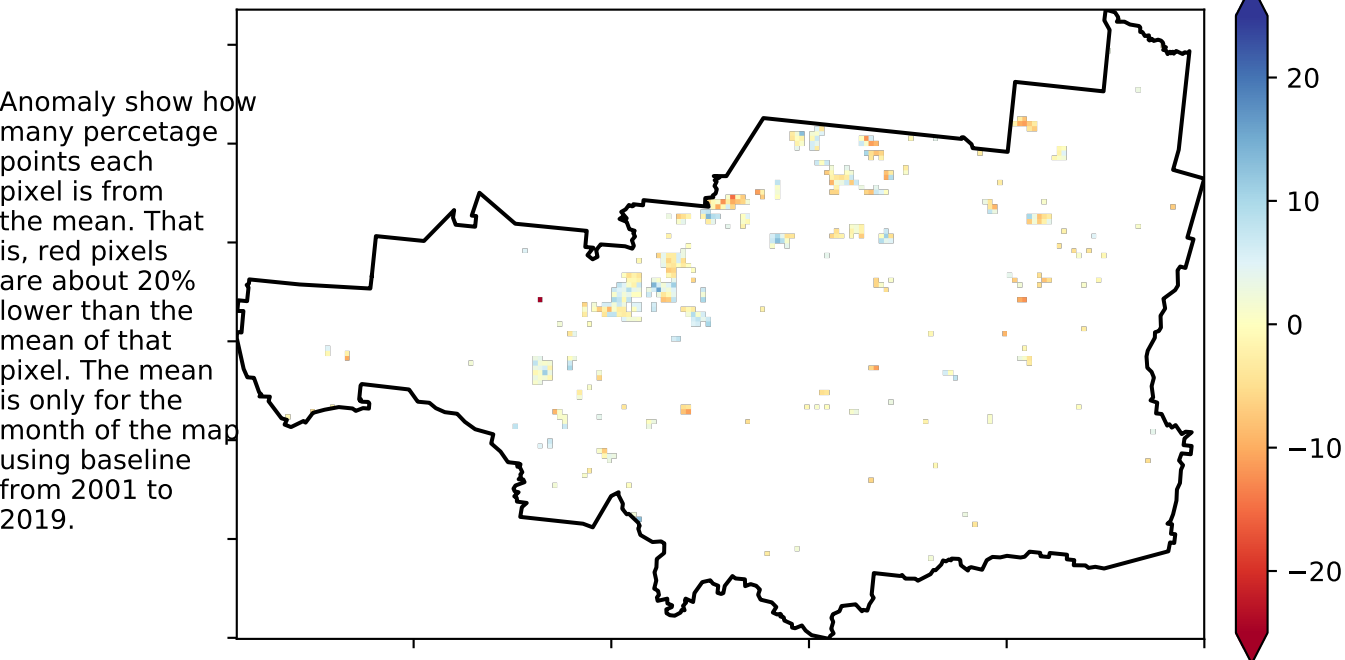 Anomaly show how
many percetage
points each
pixel is from
the mean. That
is, red pixels
are about 20%
lower than the
mean of that
pixel. The mean
is only for the
month of the map
using baseline
from 2001 to
2019.
20
10
0
−10
−20